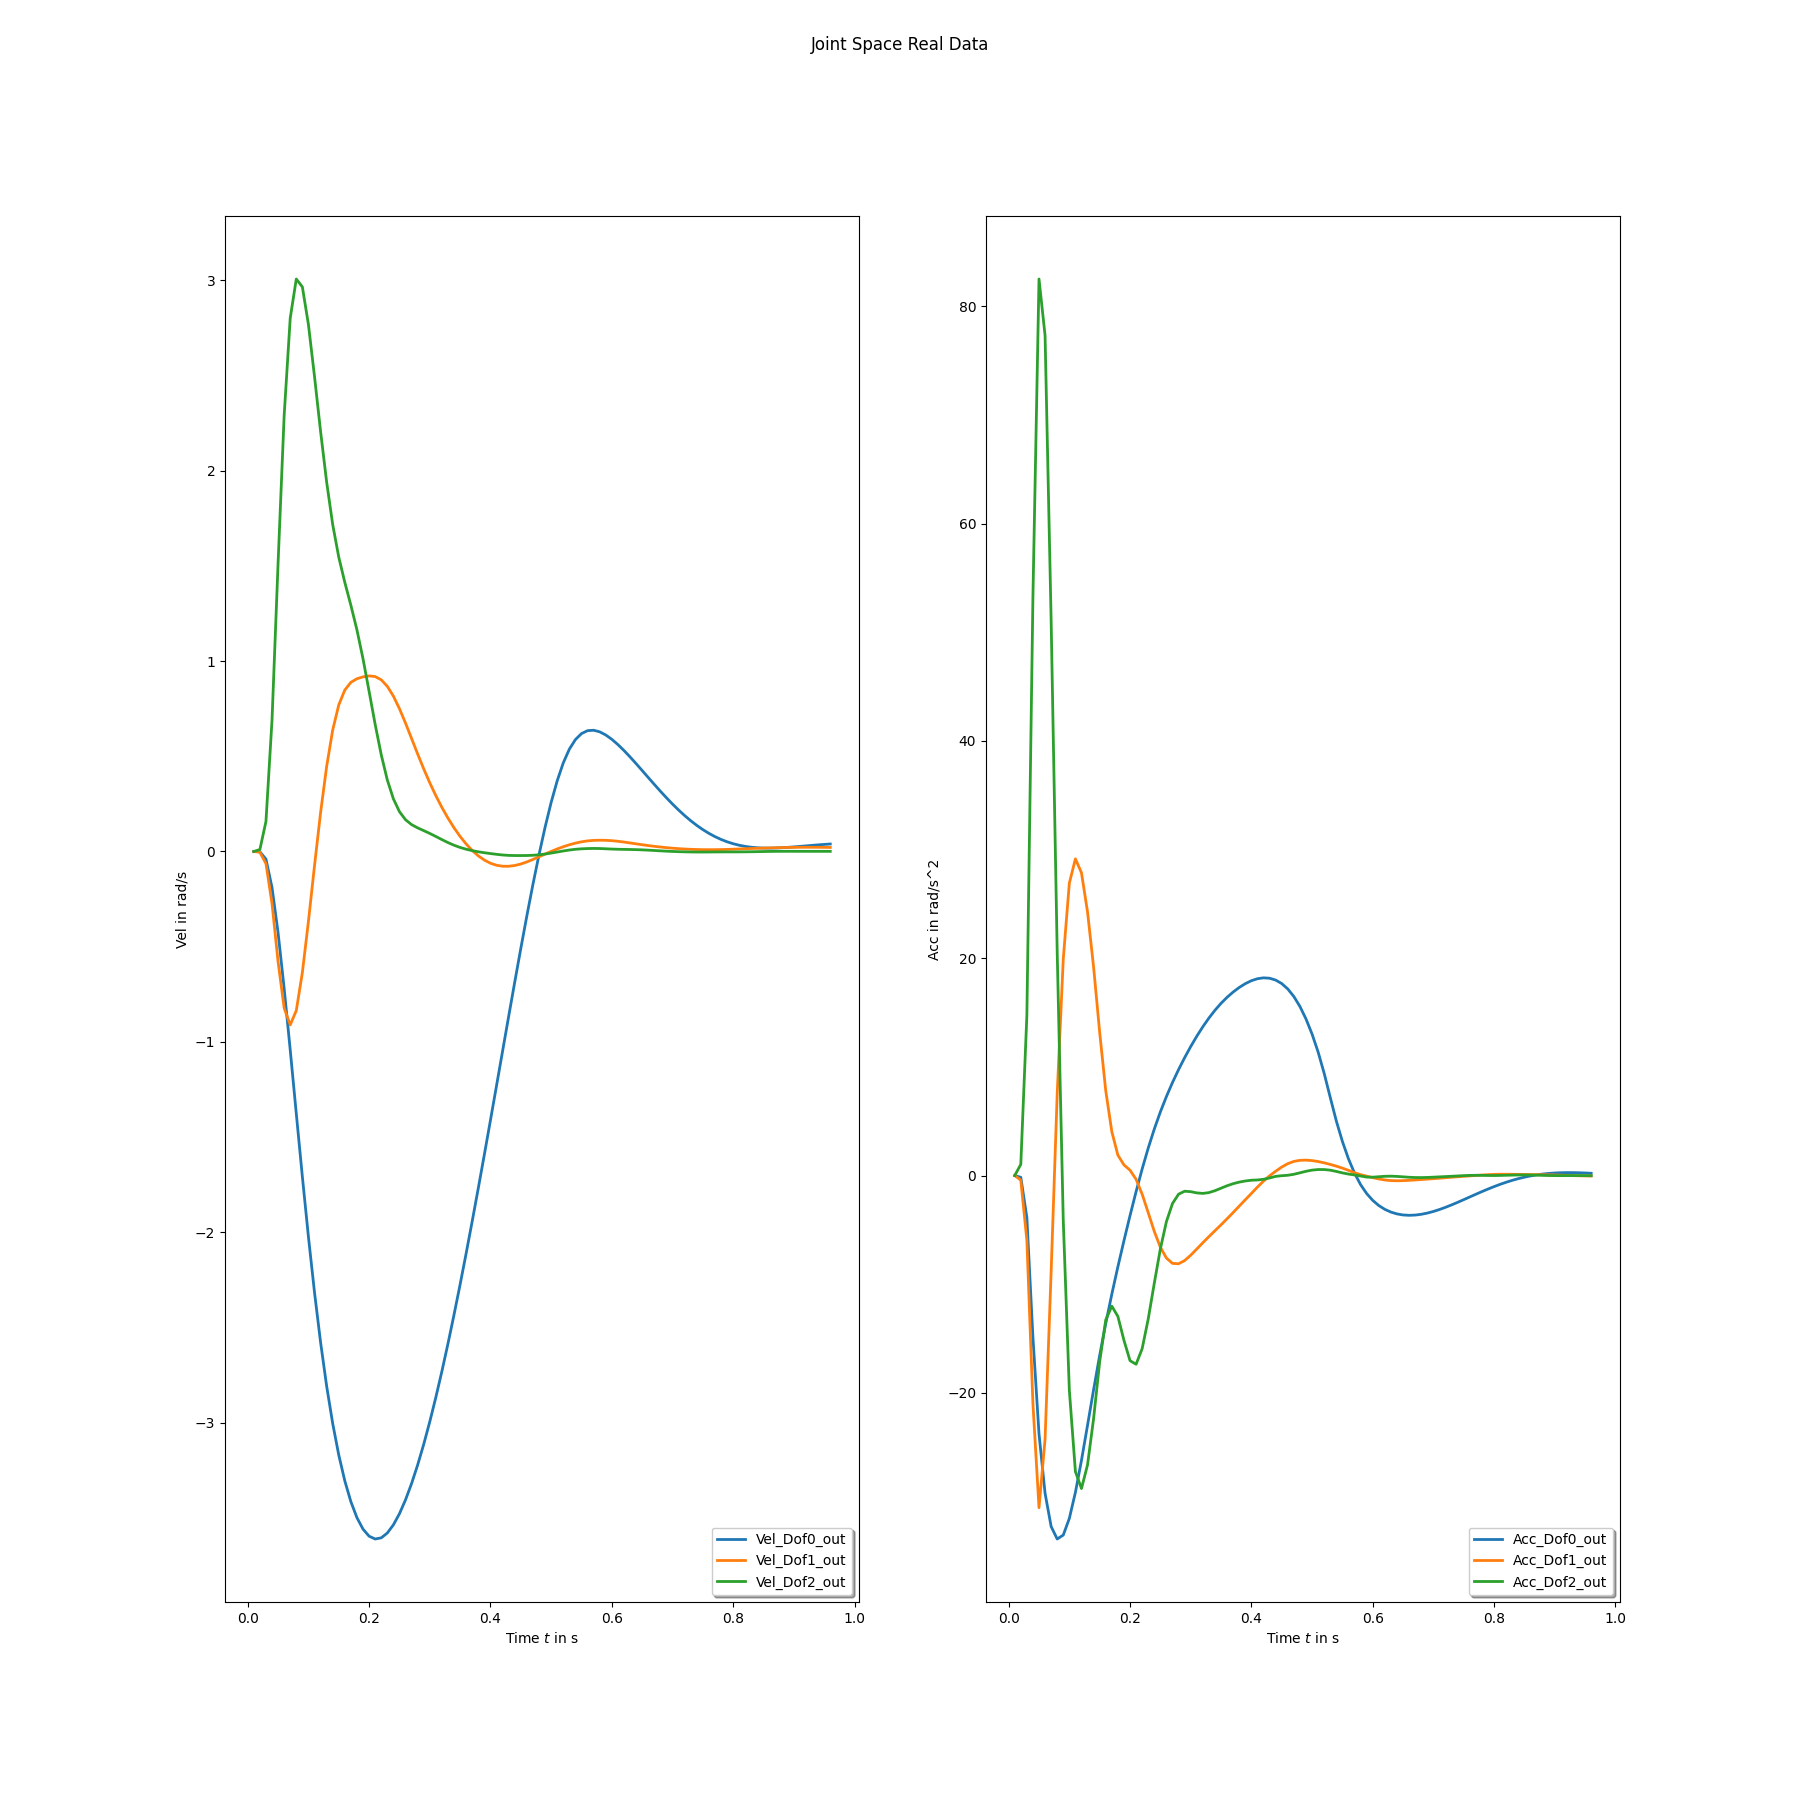 Joint Space Real Data
3
2
1
0
−1
−2
−3
Vel in rad/s
0.0 0.2 0.4 0.6 0.8 1.0
Time t in s
Vel_Dof0_out
Vel_Dof1_out
Vel_Dof2_out
80
60
40
20
0
−20
Acc in rad/s^2
0.0 0.2 0.4 0.6 0.8 1.0
Time t in s
Acc_Dof0_out
Acc_Dof1_out
Acc_Dof2_out